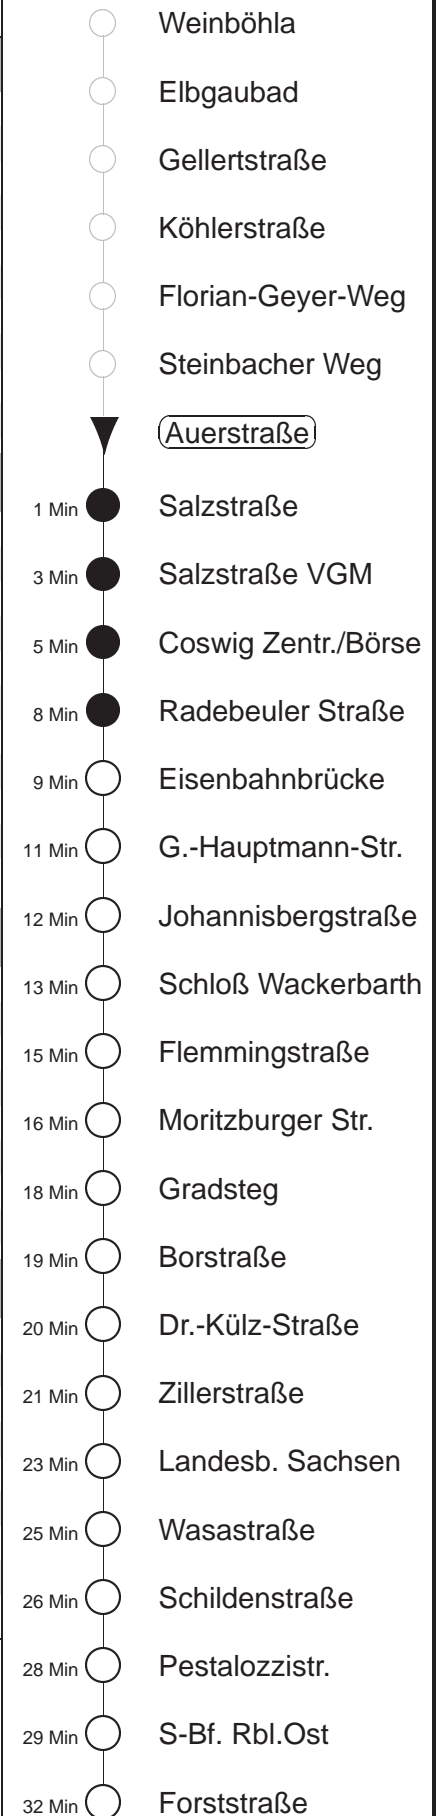 Weinböhla
Elbgaubad
Gellertstraße
Köhlerstraße
Florian-Geyer-Weg
Steinbacher Weg
Auerstraße
1 Min Salzstraße
3 Min Salzstraße VGM
5 Min Coswig Zentr./Börse
8 Min Radebeuler Straße
9 Min Eisenbahnbrücke
11 Min G.-Hauptmann-Str.
12 Min Johannisbergstraße
13 Min Schloß Wackerbarth
15 Min Flemmingstraße
16 Min Moritzburger Str.
18 Min Gradsteg
19 Min Borstraße
20 Min Dr.-Külz-Straße
21 Min Zillerstraße
23 Min Landesb. Sachsen
25 Min Wasastraße
26 Min Schildenstraße
28 Min Pestalozzistr.
29 Min S-Bf. Rbl.Ost
32 Min Forststraße